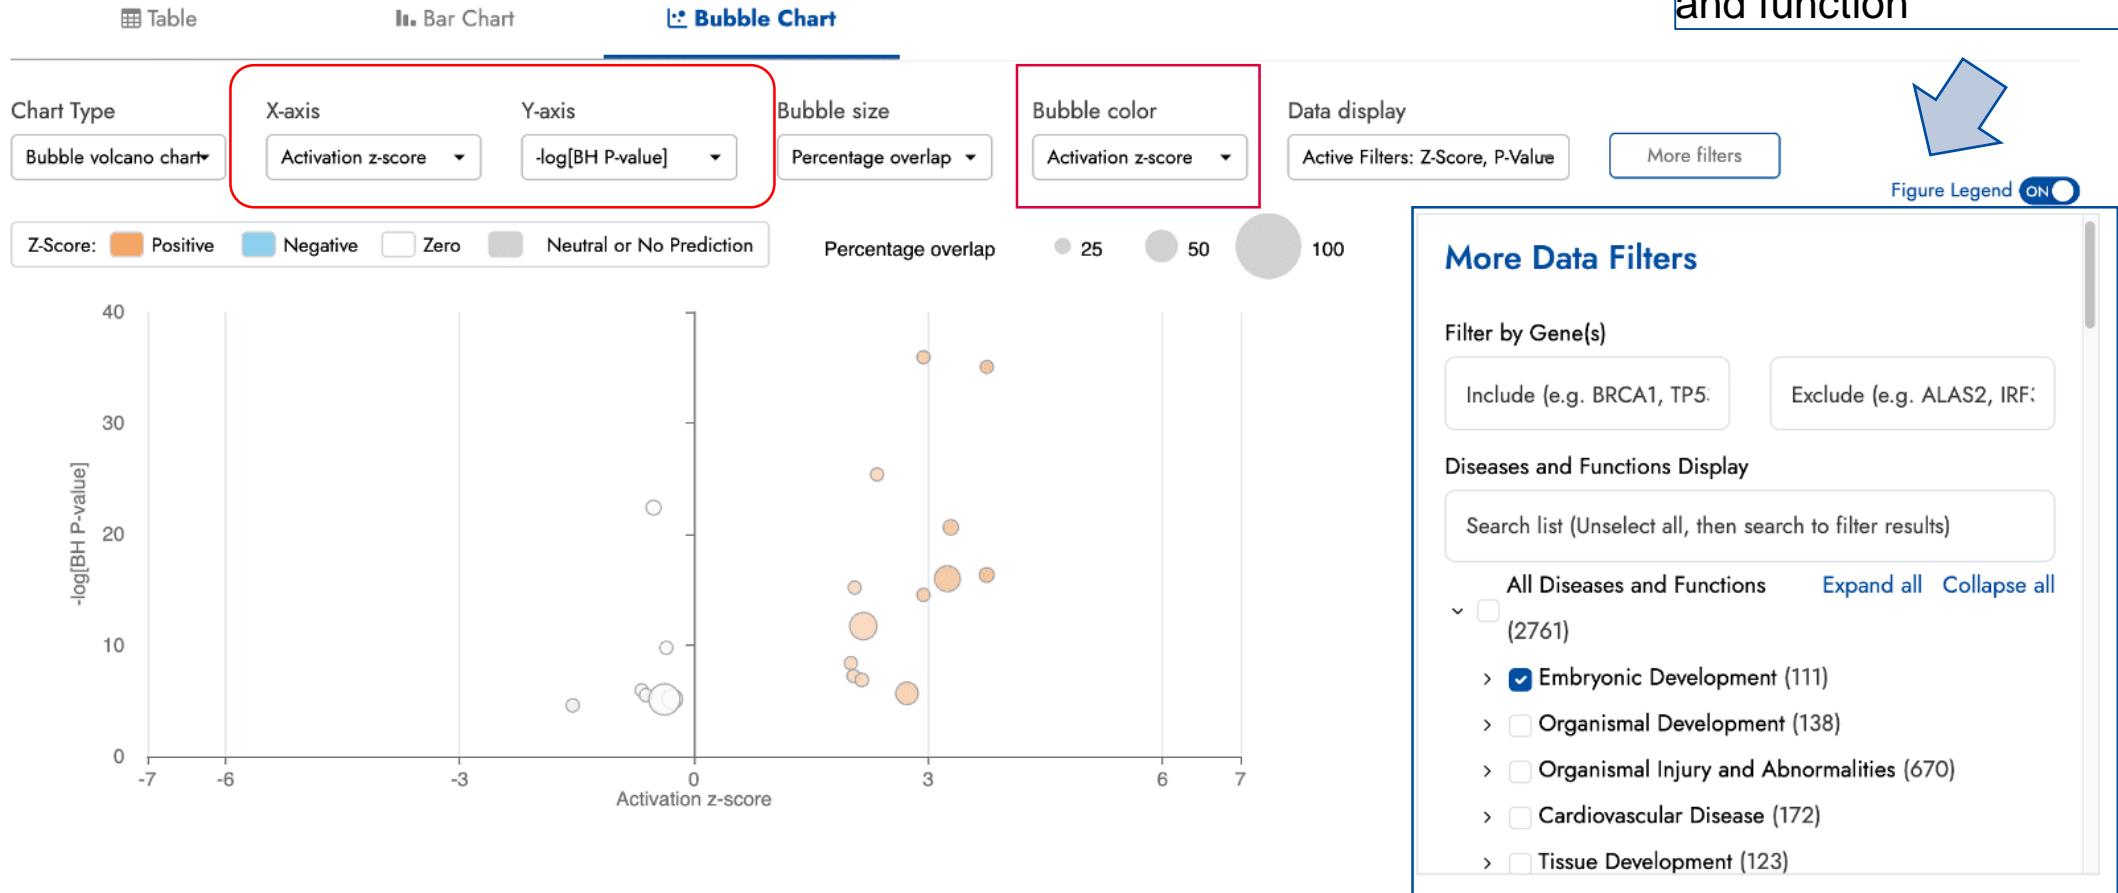 and function
Table
Bar Chart
Bubble Chart
Chart Type
X-axis
Y-axis
Bubble size
Bubble color
Data display
Bubble volcano chart
Activation z-score
-log[BH P-value]
Percentage overlap
Activation z-score
Active Filters: Z-Score, P-Value
More filters
Figure Legend ON
Z-Score: Positive Negative Zero Neutral or No Prediction
Percentage overlap 25 50 100
40
30
20
10
0
-log[BH P-value]
-7 -6 -3 0 3 6 7
Activation z-score
More Data Filters
Filter by Gene(s)
Include (e.g. BRCA1, TP5
Exclude (e.g. ALAS2, IRF
Diseases and Functions Display
Search list (Unselect all, then search to filter results)
All Diseases and Functions Expand all Collapse all
(2761)
Embryonic Development (111)
Organismal Development (138)
Organismal Injury and Abnormalities (670)
Cardiovascular Disease (172)
Tissue Development (123)